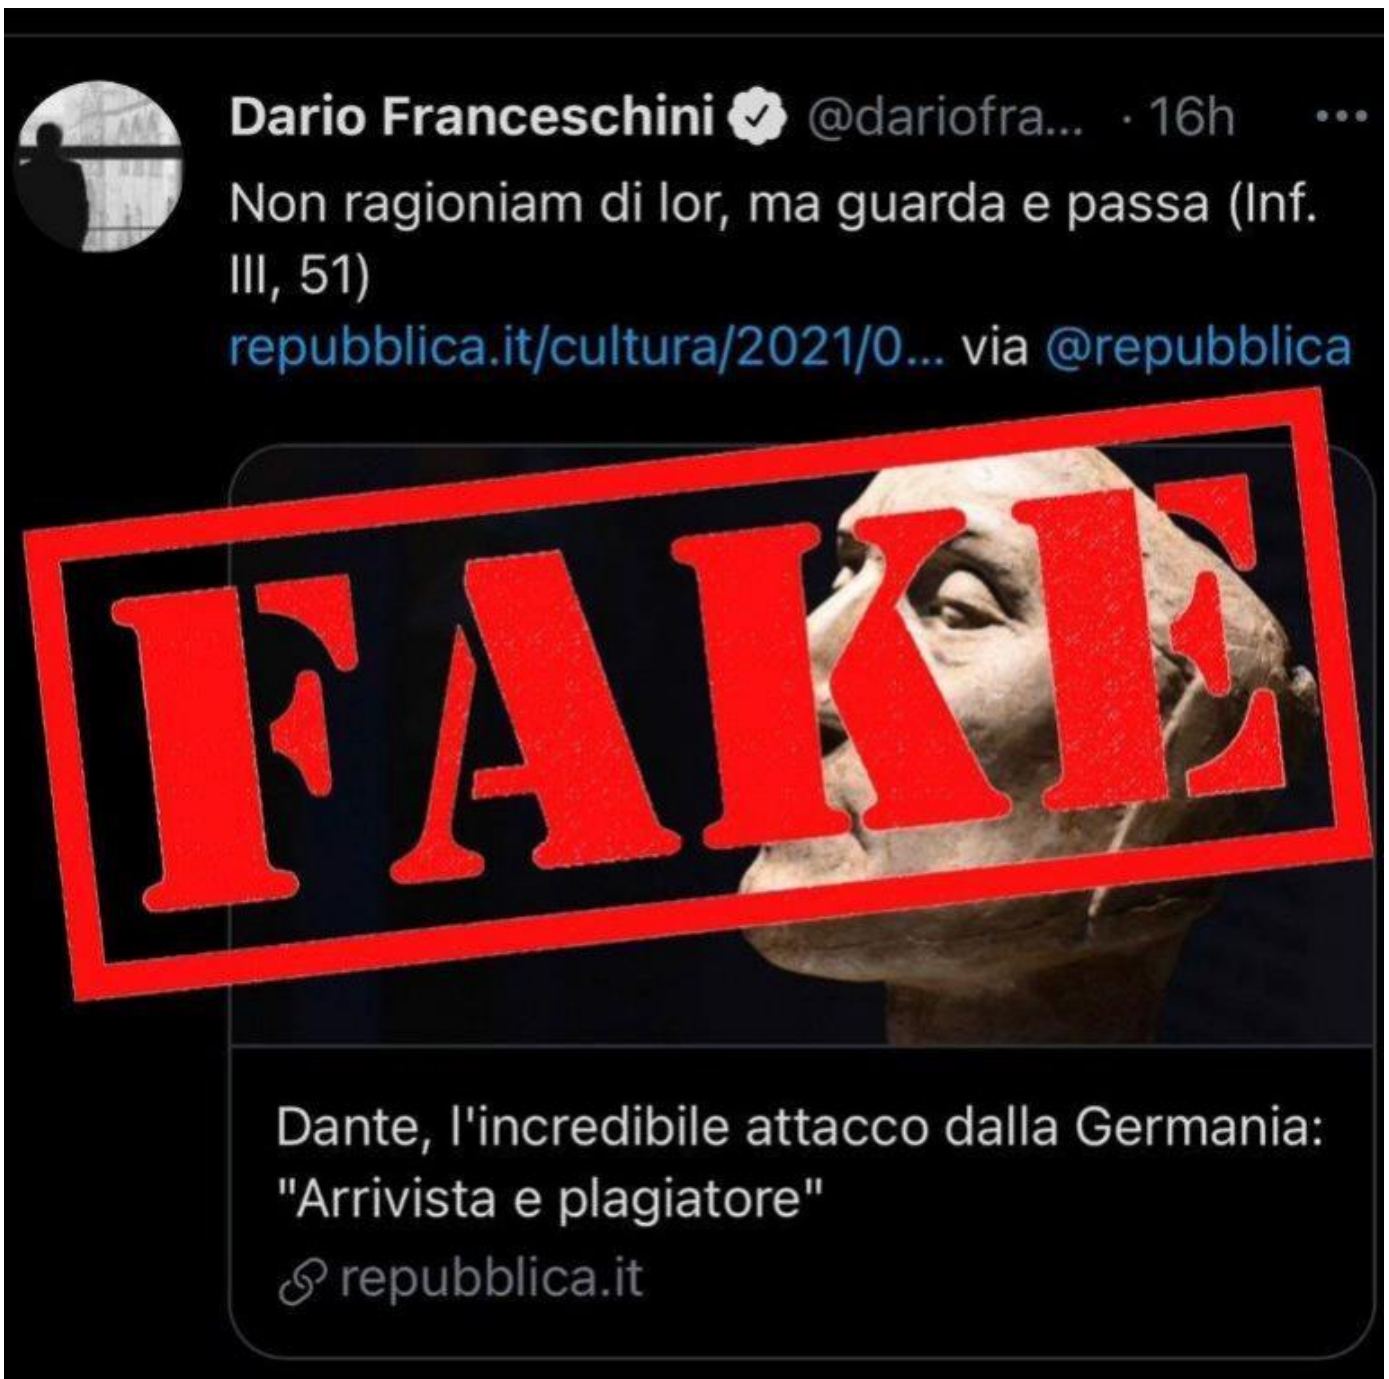 Dario Franceschini @dariofra... · 16h
Non ragioniam di lor, ma guarda e passa (Inf.
III, 51)
repubblica.it/cultura/2021/0... via @repubblica
FAKE
Dante, l'incredibile attacco dalla Germania:
"Arrivista e plagiatore"
repubblica.it